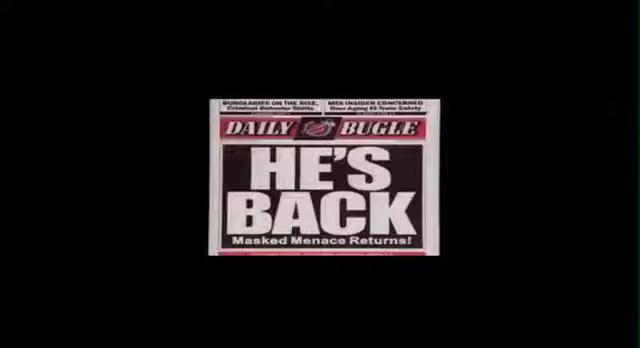 BURGLARIES ON THE RISE,
Criminal Behavior Shifts
MTA INSIDER CONCERNED
Over Aging R Train Safety
DAILY BUGLE
HE'S
BACK
Masked Menace Returns!